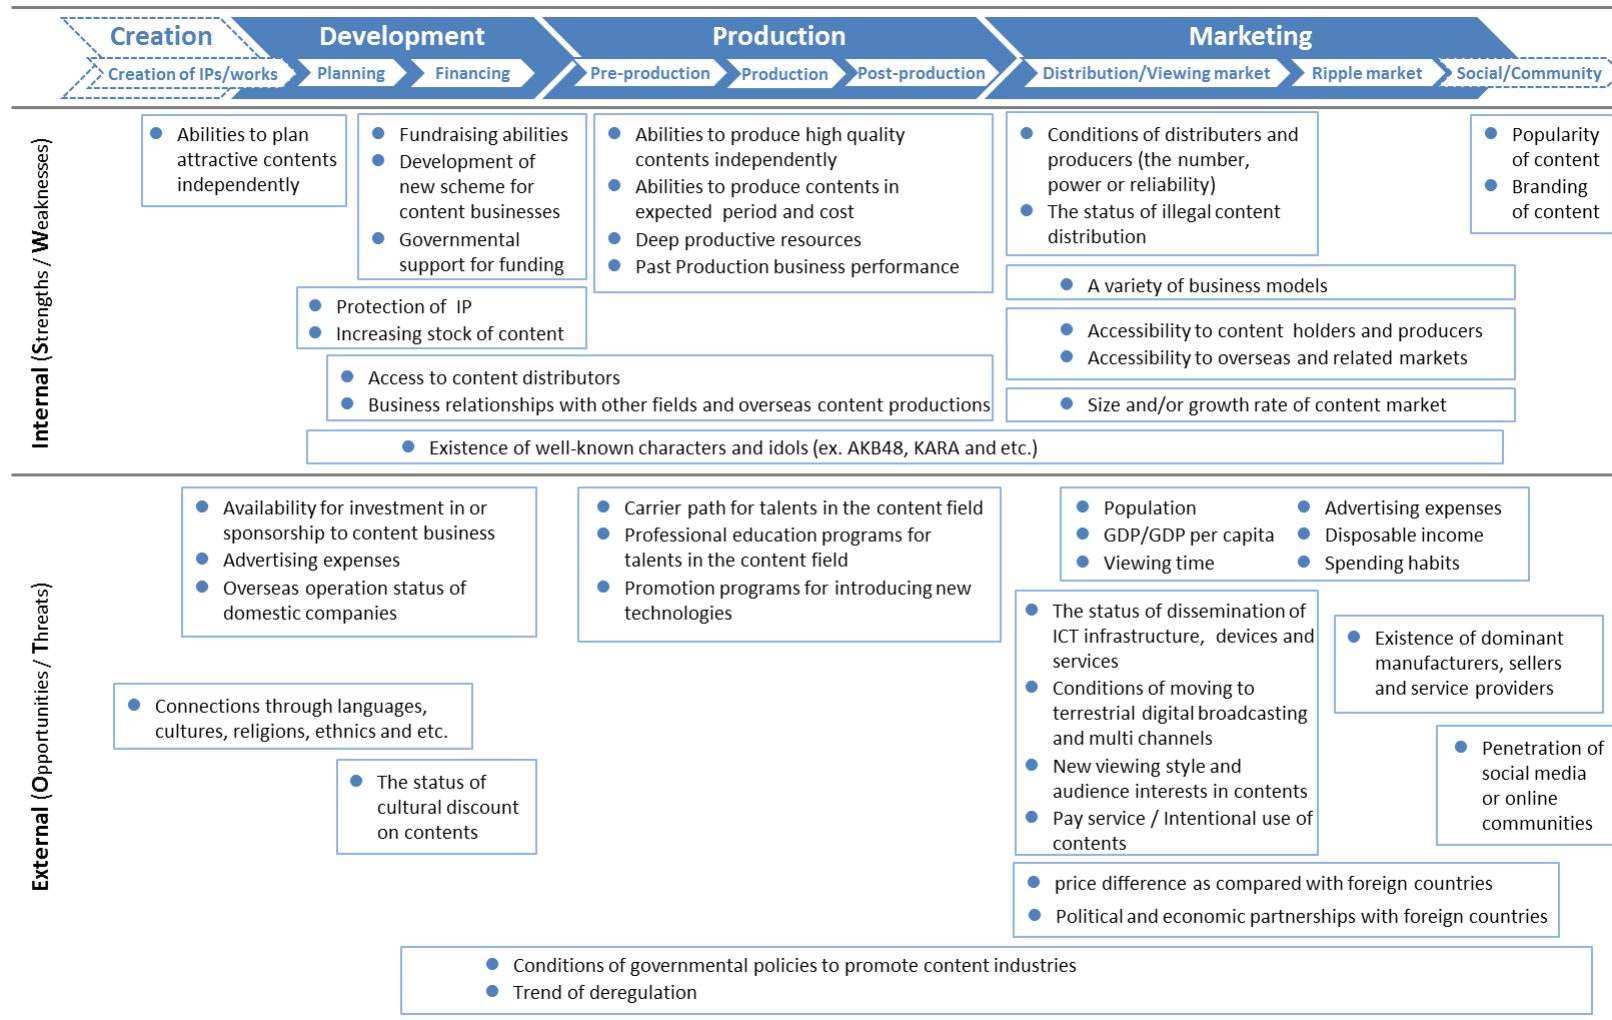 Creation
Development
Production
Marketing
Creation of IPs/works
Planning
Financing
Pre-production
Production
Post-production
Distribution/Viewing market
Ripple market
Social/Community
Internal (Strengths / Weaknesses)
Abilities to plan
attractive contents
independently
Fundraising abilities
Development of
new scheme for
content businesses
Governmental
support for funding
Abilities to produce high quality
contents independently
Abilities to produce contents in
expected period and cost
Deep productive resources
Past Production business performance
Conditions of distributers and
producers (the number,
power or reliability)
The status of illegal content
distribution
Popularity
of content
Branding
of content
Protection of IP
Increasing stock of content
A variety of business models
Accessibility to content holders and producers
Accessibility to overseas and related markets
Access to content distributors
Business relationships with other fields and overseas content productions
Size and/or growth rate of content market
Existence of well-known characters and idols (ex. AKB48, KARA and etc.)
External (Opportunities / Threats)
Availability for investment in or
sponsorship to content business
Advertising expenses
Overseas operation status of
domestic companies
Carrier path for talents in the content field
Professional education programs for
talents in the content field
Promotion programs for introducing new
technologies
Population
GDP/GDP per capita
Viewing time
Advertising expenses
Disposable income
Spending habits
The status of dissemination of
ICT infrastructure, devices and
services
Conditions of moving to
terrestrial digital broadcasting
and multi channels
New viewing style and
audience interests in contents
Pay service / Intentional use of
contents
Existence of dominant
manufacturers, sellers
and service providers
Connections through languages,
cultures, religions, ethnics and etc.
The status of
cultural discount
on contents
Penetration of
social media
or online
communities
price difference as compared with foreign countries
Political and economic partnerships with foreign countries
Conditions of governmental policies to promote content industries
Trend of deregulation